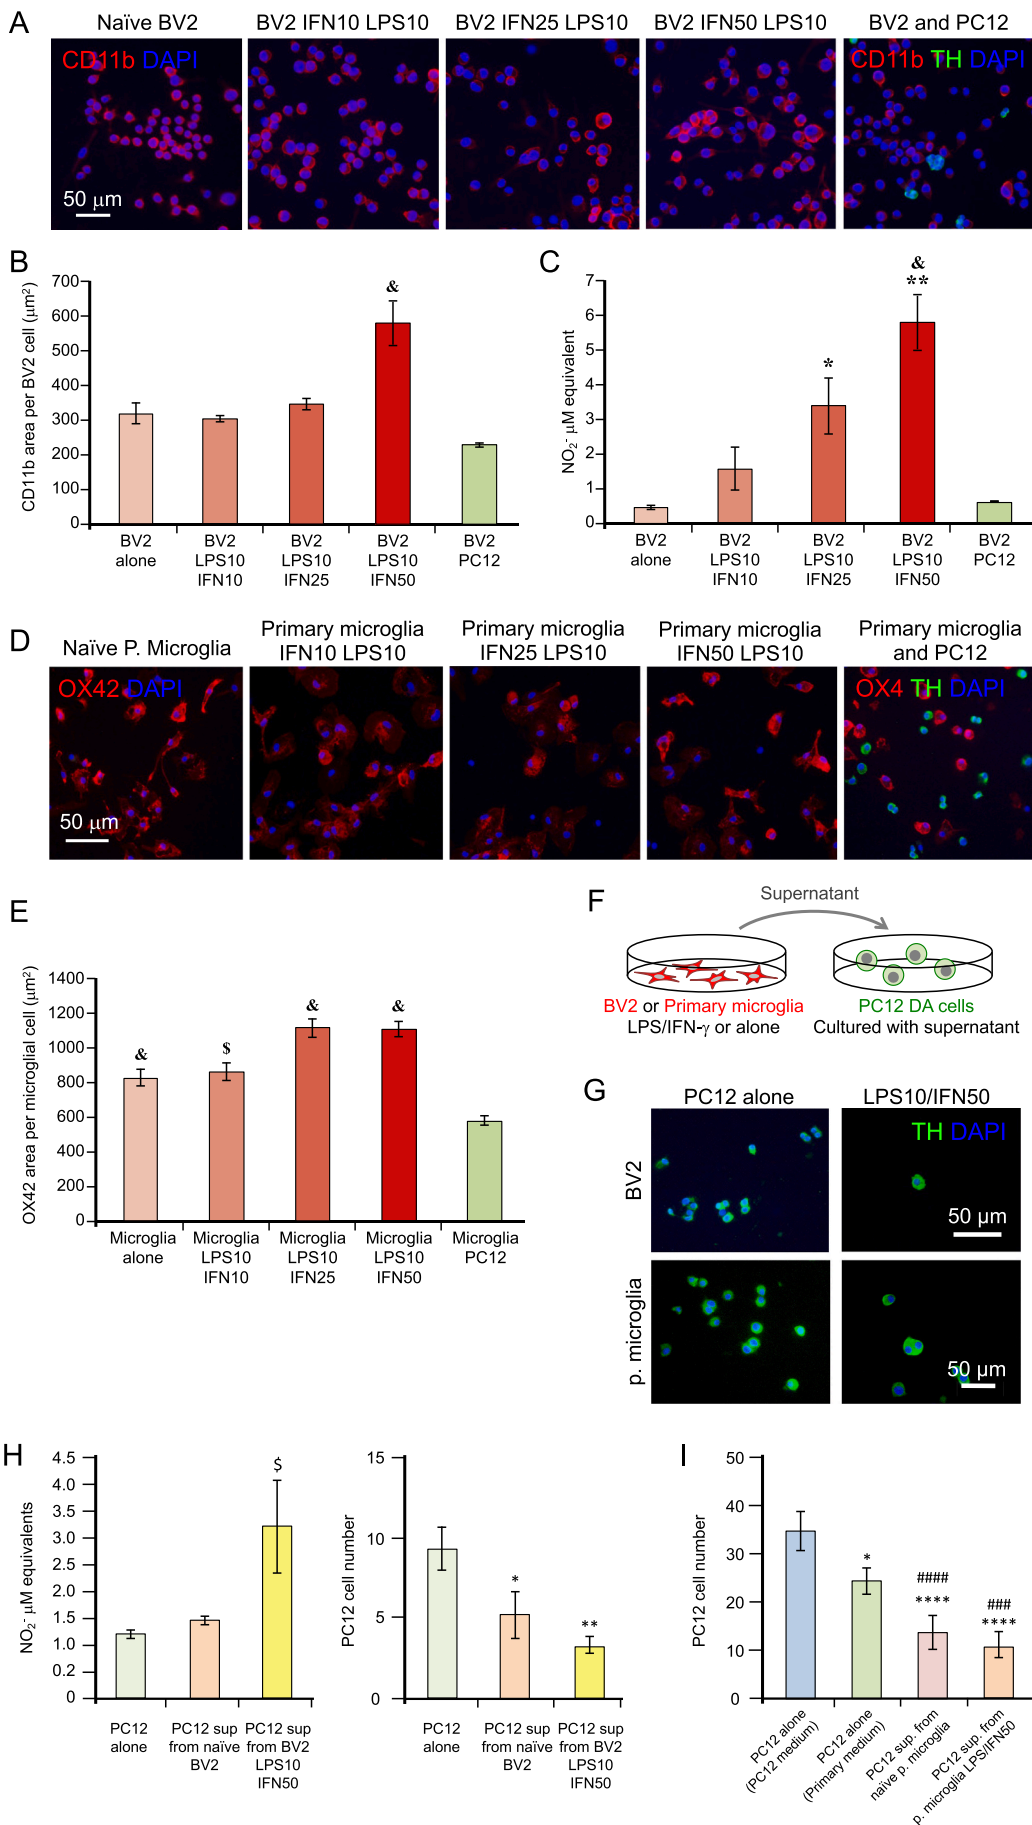 A
Naïve BV2
BV2 IFN10 LPS10
BV2 IFN25 LPS10
BV2 IFN50 LPS10
BV2 and PC12
CD11b DAPI
CD11b TH DAPI
50 μm
B
CD11b area per BV2 cell (μm²)
700
600
500
400
300
200
100
0
&
BV2
alone
BV2
LPS10
IFN10
BV2
LPS10
IFN25
BV2
LPS10
IFN50
BV2
PC12
C
NO₂⁻ μM equivalent
7
6
5
4
3
2
1
0
*
&
**
BV2
alone
BV2
LPS10
IFN10
BV2
LPS10
IFN25
BV2
LPS10
IFN50
BV2
PC12
D
Naïve P. Microglia
Primary microglia
IFN10 LPS10
Primary microglia
IFN25 LPS10
Primary microglia
IFN50 LPS10
Primary microglia
and PC12
OX42 DAPI
OX4 TH DAPI
50 μm
E
OX42 area per microglial cell (μm²)
1400
1200
1000
800
600
400
200
0
&
$
&
&
Microglia
alone
Microglia
LPS10
IFN10
Microglia
LPS10
IFN25
Microglia
LPS10
IFN50
Microglia
PC12
F
Supernatant
BV2 or Primary microglia
LPS/IFN-γ or alone
PC12 DA cells
Cultured with supernatant
G
PC12 alone
LPS10/IFN50
BV2
TH DAPI
50 μm
p. microglia
50 μm
H
NO₂⁻ μM equivalents
4.5
4.0
3.5
3.0
2.5
2.0
1.5
1.0
0.2
0
$
PC12
alone
PC12 sup
from naïve
BV2
PC12 sup
from BV2
LPS10
IFN50
PC12 cell number
15
10
5
0
*
**
PC12
alone
PC12 sup
from naïve
BV2
PC12 sup
from BV2
LPS10
IFN50
I
PC12 cell number
50
40
30
20
10
0
*
####
****
###
****
PC12 alone
(PC12 medium)
PC12 alone
(Primary medium)
PC12 sup. from
naïve p. microglia
PC12 sup. from
p. microglia LPS/IFN50